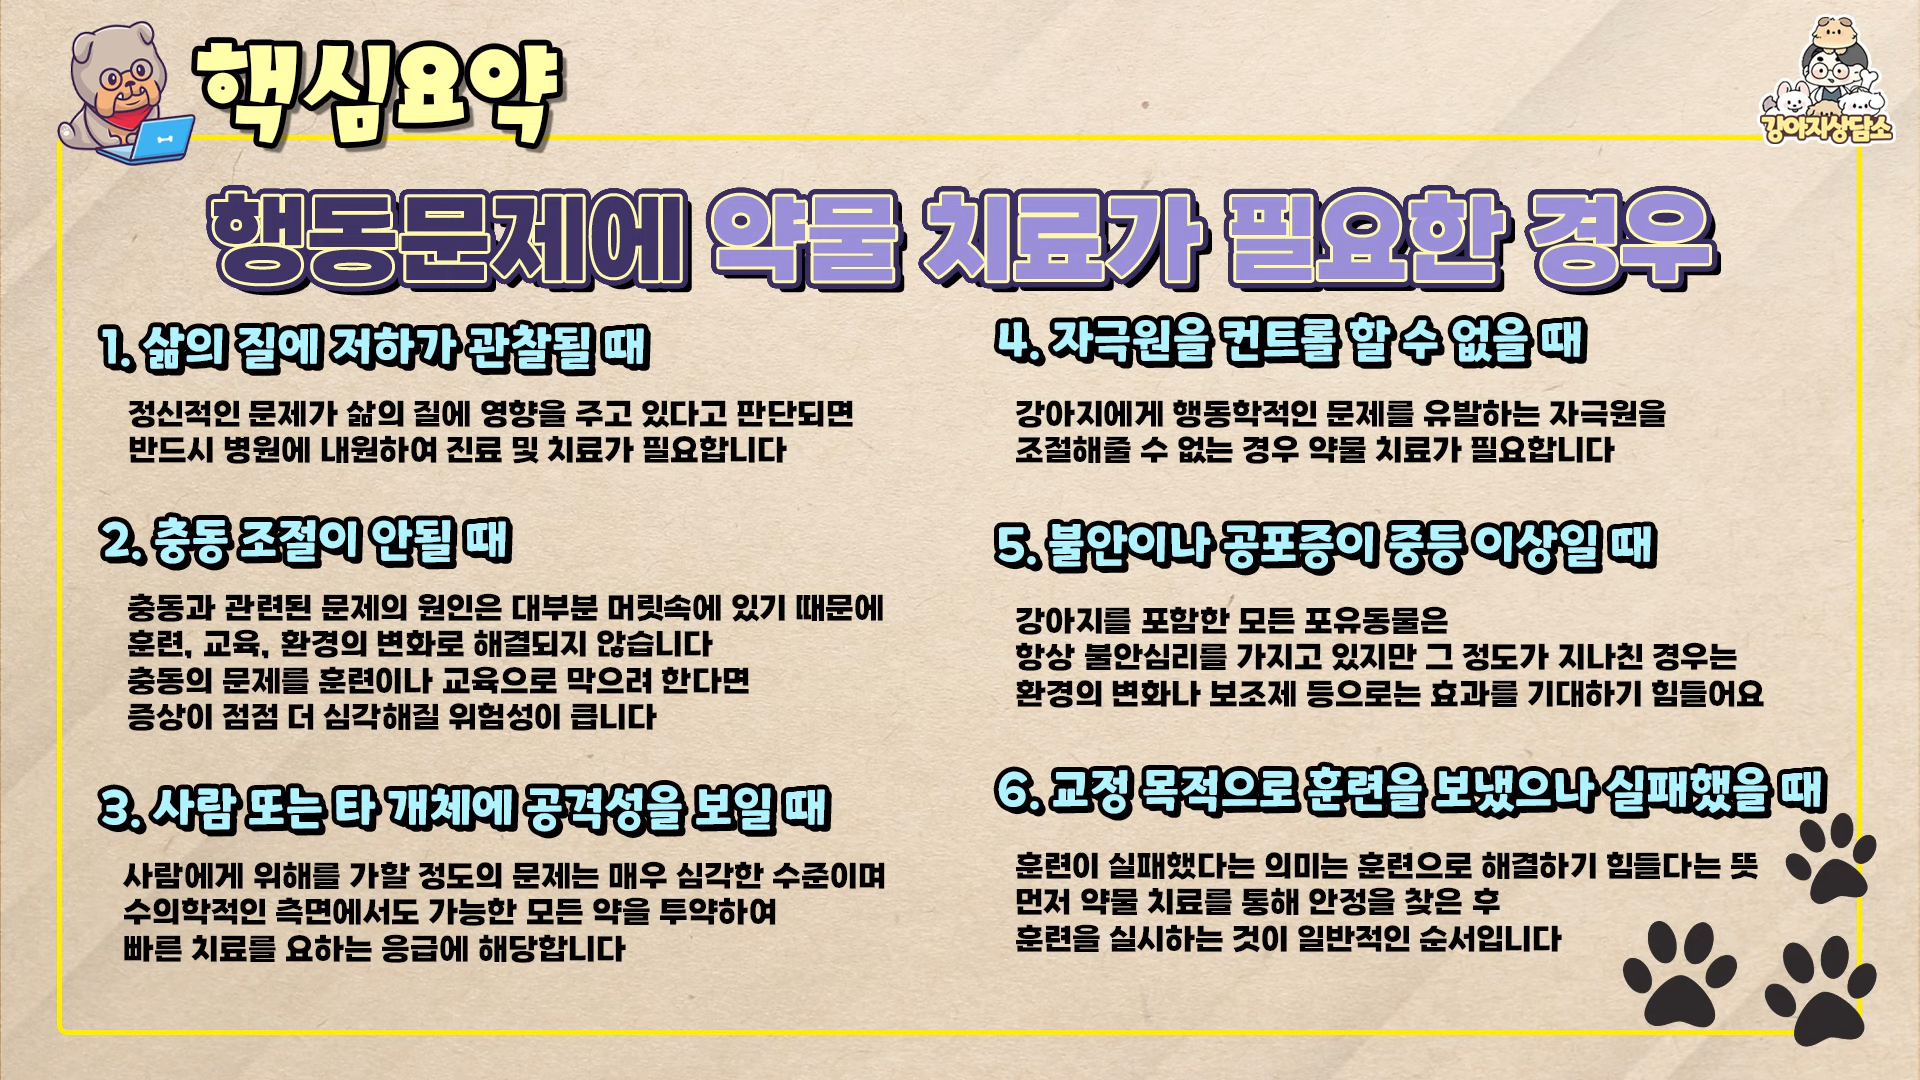 핵심요약
강아지상담소
행동문제에 약물 치료가 필요한 경우
1. 삶의 질에 저하가 관찰될 때
정신적인 문제가 삶의 질에 영향을 주고 있다고 판단되면
반드시 병원에 내원하여 진료 및 치료가 필요합니다
2. 충동 조절이 안될 때
충동과 관련된 문제의 원인은 대부분 머릿속에 있기 때문에
훈련, 교육, 환경의 변화로 해결되지 않습니다
충동의 문제를 훈련이나 교육으로 막으려 한다면
증상이 점점 더 심각해질 위험성이 큽니다
3. 사람 또는 타 개체에 공격성을 보일 때
사람에게 위해를 가할 정도의 문제는 매우 심각한 수준이며
수의학적인 측면에서도 가능한 모든 약을 투약하여
빠른 치료를 요하는 응급에 해당합니다
4. 자극원을 컨트롤 할 수 없을 때
강아지에게 행동학적인 문제를 유발하는 자극원을
조절해줄 수 없는 경우 약물 치료가 필요합니다
5. 불안이나 공포증이 중등 이상일 때
강아지를 포함한 모든 포유동물은
항상 불안심리를 가지고 있지만 그 정도가 지나친 경우는
환경의 변화나 보조제 등으로는 효과를 기대하기 힘들어요
6. 교정 목적으로 훈련을 보냈으나 실패했을 때
훈련이 실패했다는 의미는 훈련으로 해결하기 힘들다는 뜻
먼저 약물 치료를 통해 안정을 찾은 후
훈련을 실시하는 것이 일반적인 순서입니다